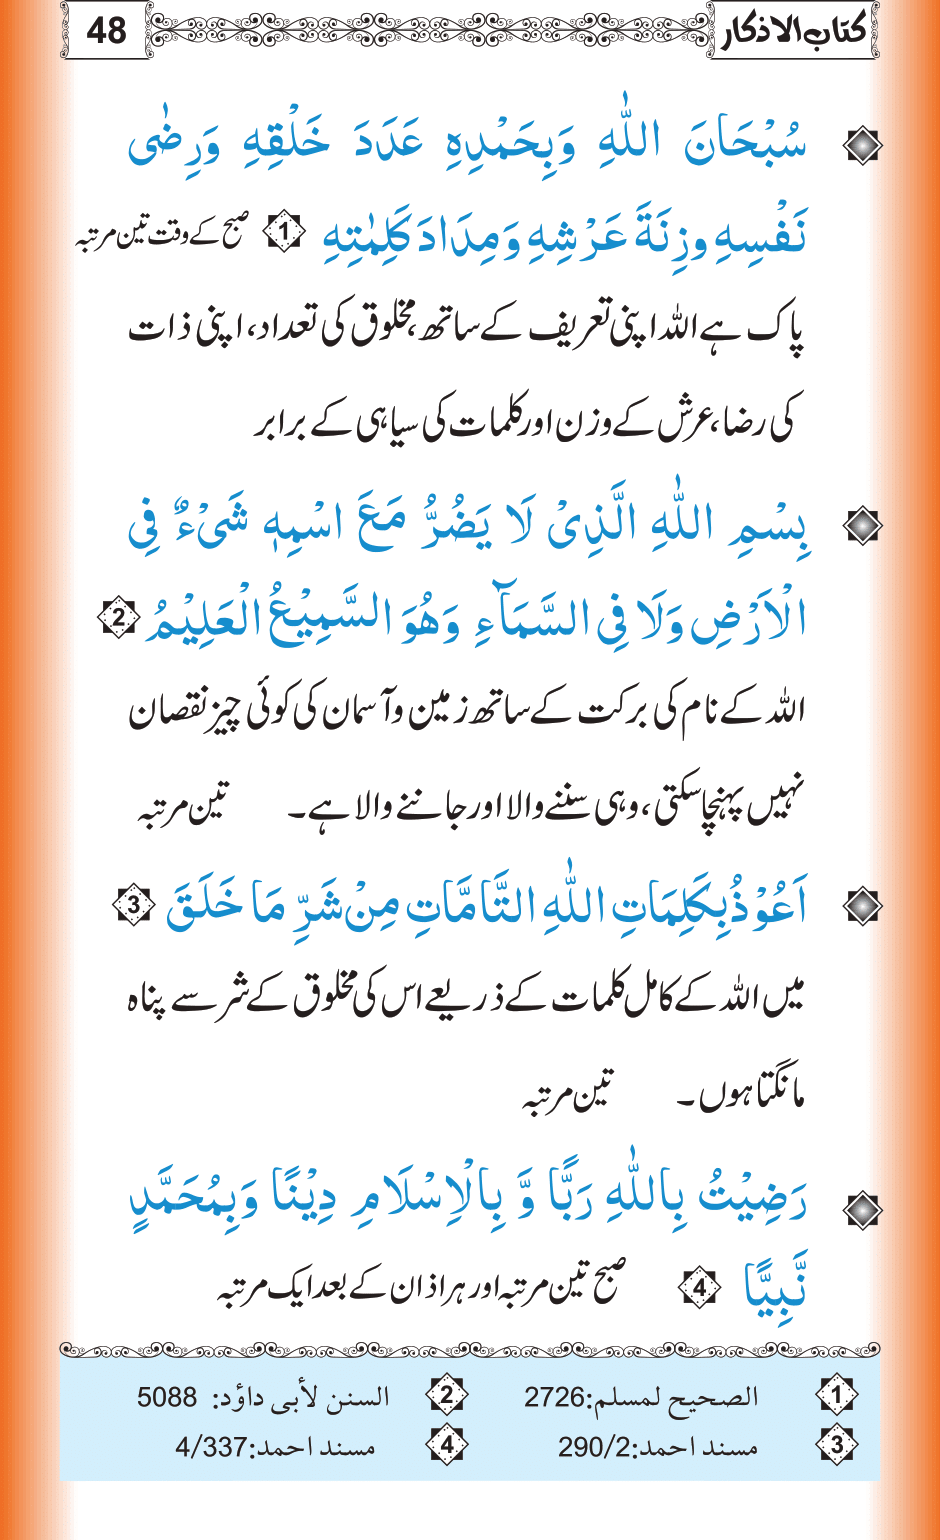 كتاب الاذكار
48
سُبْحَانَ اللّٰهِ وَبِحَمْدِهِ عَدَدَ خَلْقِهِ وَرِضٰى
نَفْسِهِ وزِنَةَ عَرْشِهِ وَمِدَادَ كَلِمٰتِهِ 1 صبح کے وقت تین مرتبہ
پاک ہے اللہ اپنی تعریف کے ساتھ، مخلوق کی تعداد، اپنی ذات
کی رضا، عرش کے وزن اور کلمات کی سیاہی کے برابر
بِسْمِ اللّٰهِ الَّذِىْ لَا يَضُرُّ مَعَ اسْمِهٖ شَىْءٌ فِى
الْاَرْضِ وَلَا فِى السَّمَآءِ وَهُوَ السَّمِيْعُ الْعَلِيْمُ 2
اللہ کے نام کی برکت کے ساتھ زمین و آسمان کی کوئی چیز نقصان
نہیں پہنچا سکتی، وہی سننے والا اور جاننے والا ہے۔ تین مرتبہ
اَعُوْذُ بِكَلِمَاتِ اللّٰهِ التَّامَّاتِ مِنْ شَرِّ مَا خَلَقَ 3
میں اللہ کے کامل کلمات کے ذریعے اس کی مخلوق کے شر سے پناہ
مانگتا ہوں۔ تین مرتبہ
رَضِيْتُ بِاللّٰهِ رَبًّا وَّ بِالْاِسْلَامِ دِيْنًا وَبِمُحَمَّدٍ
نَّبِيًّا 4 صبح تین مرتبہ اور ہر اذان کے بعد ایک مرتبہ
1 الصحيح لمسلم:2726 2 السنن لأبى داؤد: 5088
3 مسند احمد:290/2 4 مسند احمد:4/337